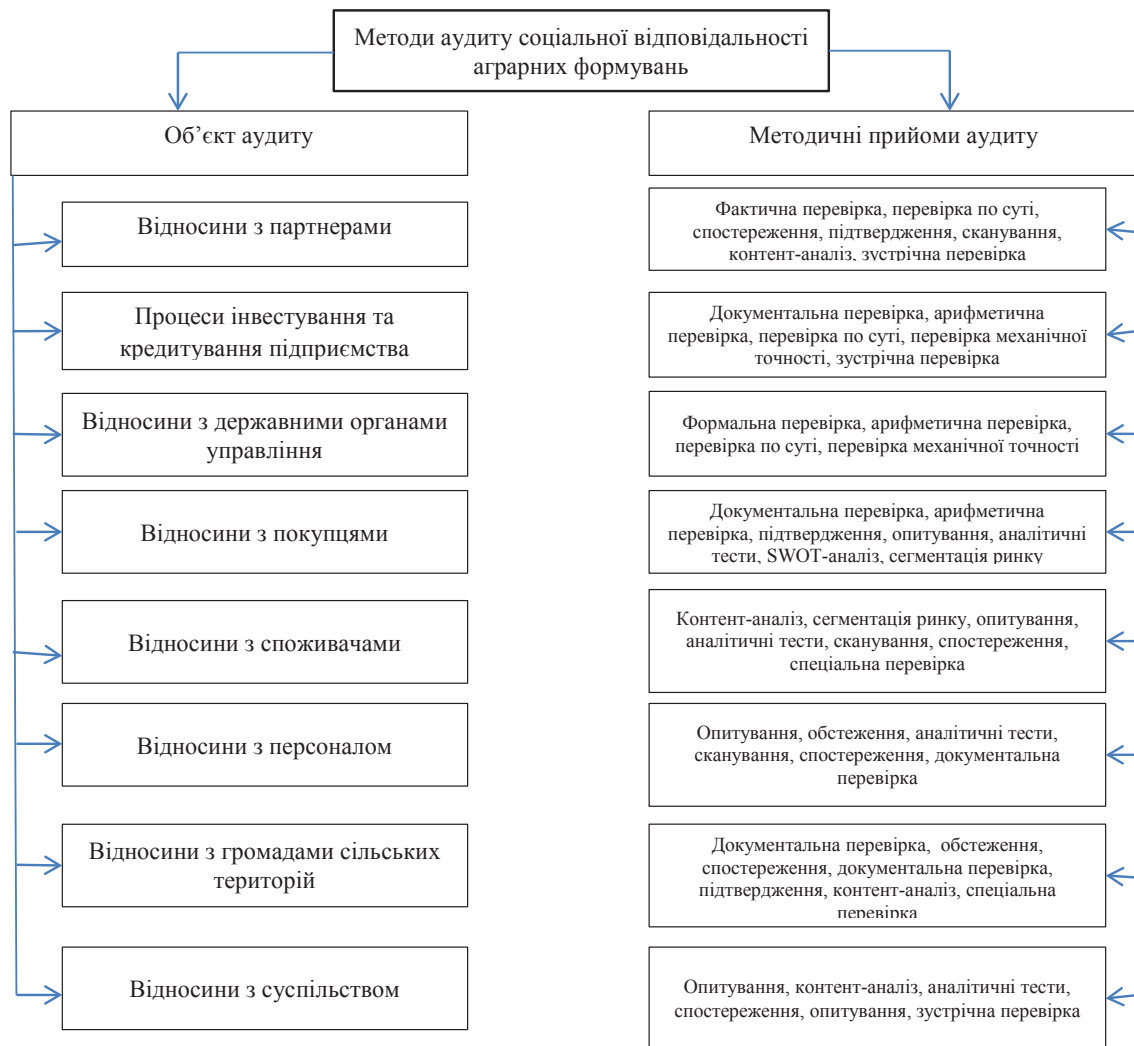 Методи аудиту соціальної відповідальності
аграрних формувань
Об’єкт аудиту
Методичні прийоми аудиту
Відносини з партнерами
Фактична перевірка, перевірка по суті,
спостереження, підтвердження, сканування,
контент-аналіз, зустрічна перевірка
Процеси інвестування та
кредитування підприємства
Документальна перевірка, арифметична
перевірка, перевірка по суті, перевірка механічної
точності, зустрічна перевірка
Відносини з державними органами
управління
Формальна перевірка, арифметична перевірка,
перевірка по суті, перевірка механічної точності
Відносини з покупцями
Документальна перевірка, арифметична
перевірка, підтвердження, опитування, аналітичні
тести, SWOT-аналіз, сегментація ринку
Відносини з споживачами
Контент-аналіз, сегментація ринку, опитування,
аналітичні тести, сканування, спостереження,
спеціальна перевірка
Відносини з персоналом
Опитування, обстеження, аналітичні тести,
сканування, спостереження, документальна
перевірка
Відносини з громадами сільських
територій
Документальна перевірка, обстеження,
спостереження, документальна перевірка,
підтвердження, контент-аналіз, спеціальна
перевірка
Відносини з суспільством
Опитування, контент-аналіз, аналітичні тести,
спостереження, опитування, зустрічна перевірка